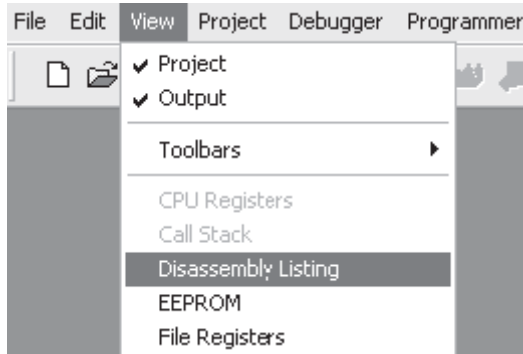 File Edit View Project Debugger Programmer
Project
Output
Toolbars
CPU Registers
Call Stack
Disassembly Listing
EEPROM
File Registers